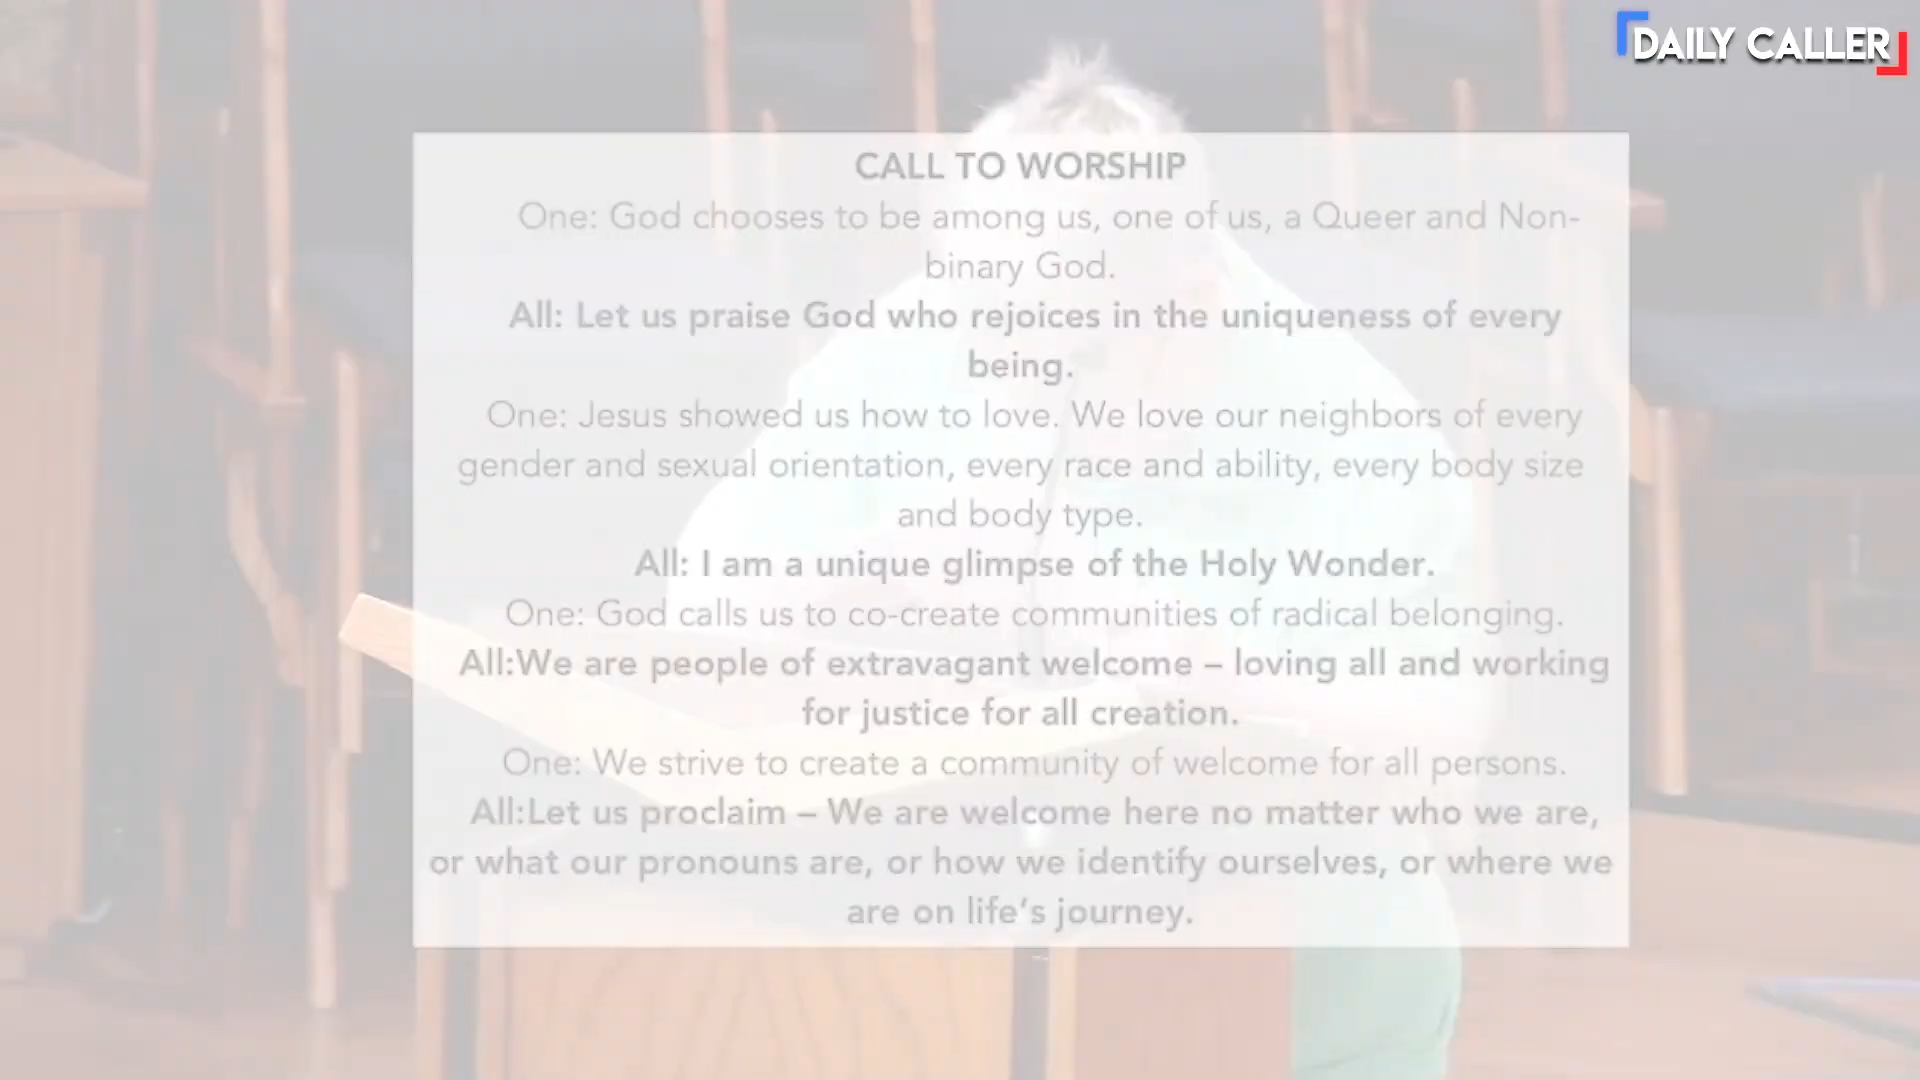 DAILY CALLER
CALL TO WORSHIP
One: God chooses to be among us, one of us, a Queer and Non-
binary God.
All: Let us praise God who rejoices in the uniqueness of every
being.
One: Jesus showed us how to love. We love our neighbors of every
gender and sexual orientation, every race and ability, every body size
and body type.
All: I am a unique glimpse of the Holy Wonder.
One: God calls us to co-create communities of radical belonging.
All:We are people of extravagant welcome – loving all and working
for justice for all creation.
One: We strive to create a community of welcome for all persons.
All:Let us proclaim – We are welcome here no matter who we are,
or what our pronouns are, or how we identify ourselves, or where we
are on life’s journey.